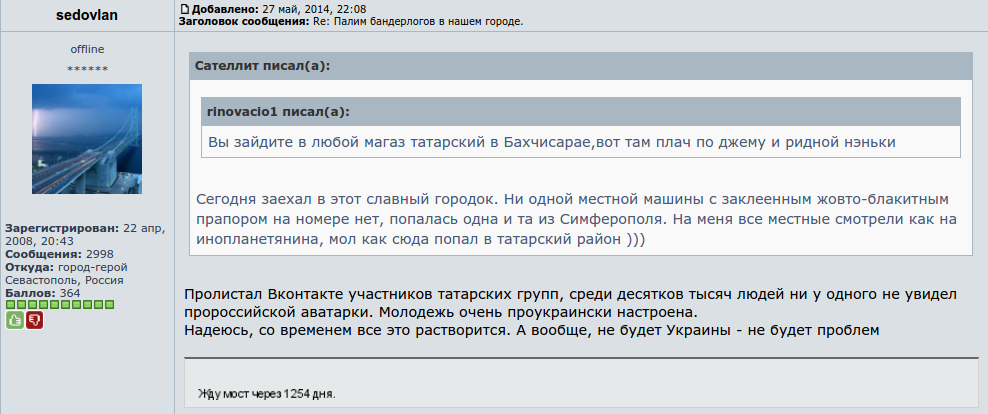 sedovlan
Добавлено: 27 май, 2014, 22:08
Заголовок сообщения: Re: Палим бандерлогов в нашем городе.
offline
******
Зарегистрирован: 22 апр,
2008, 20:43
Сообщения: 2998
Откуда: город-герой
Севастополь, Россия
Баллов: 364
Сателлит писал(а):
rinovacio1 писал(а):
Вы зайдите в любой магаз татарский в Бахчисарае,вот там плач по джему и ридной нэньки
Сегодня заехал в этот славный городок. Ни одной местной машины с заклеенным жовто-блакитным
прапором на номере нет, попалась одна и та из Симферополя. На меня все местные смотрели как на
инопланетянина, мол как сюда попал в татарский район )))
Пролистал Вконтакте участников татарских групп, среди десятков тысяч людей ни у одного не увидел
пророссийской аватарки. Молодежь очень проукраински настроена.
Надеюсь, со временем все это растворится. А вообще, не будет Украины - не будет проблем
Жду мост через 1254 дня.